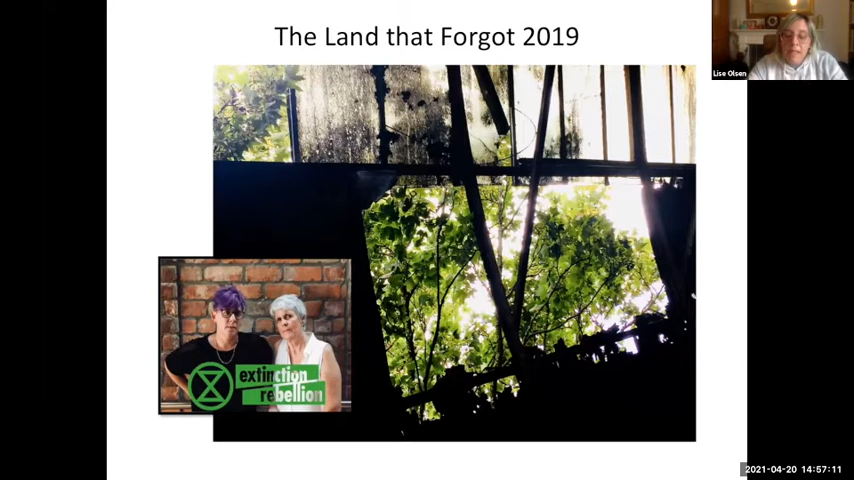 The Land that Forgot 2019
Lise Olsen
extinction
rebellion
2021-04-20 14:57:11